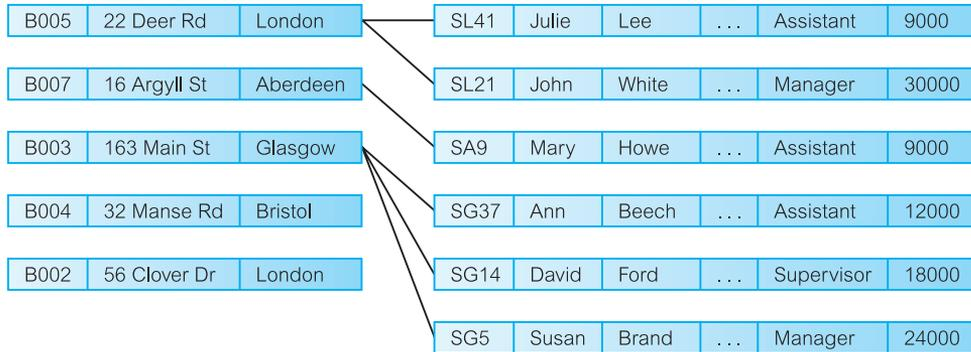 B005 22 Deer Rd London SL41 Julie Lee ... Assistant 9000
B007 16 Argyll St Aberdeen SL21 John White ... Manager 30000
B003 163 Main St Glasgow SA9 Mary Howe ... Assistant 9000
B004 32 Manse Rd Bristol SG37 Ann Beech ... Assistant 12000
B002 56 Clover Dr London SG14 David Ford ... Supervisor 18000
SG5 Susan Brand ... Manager 24000